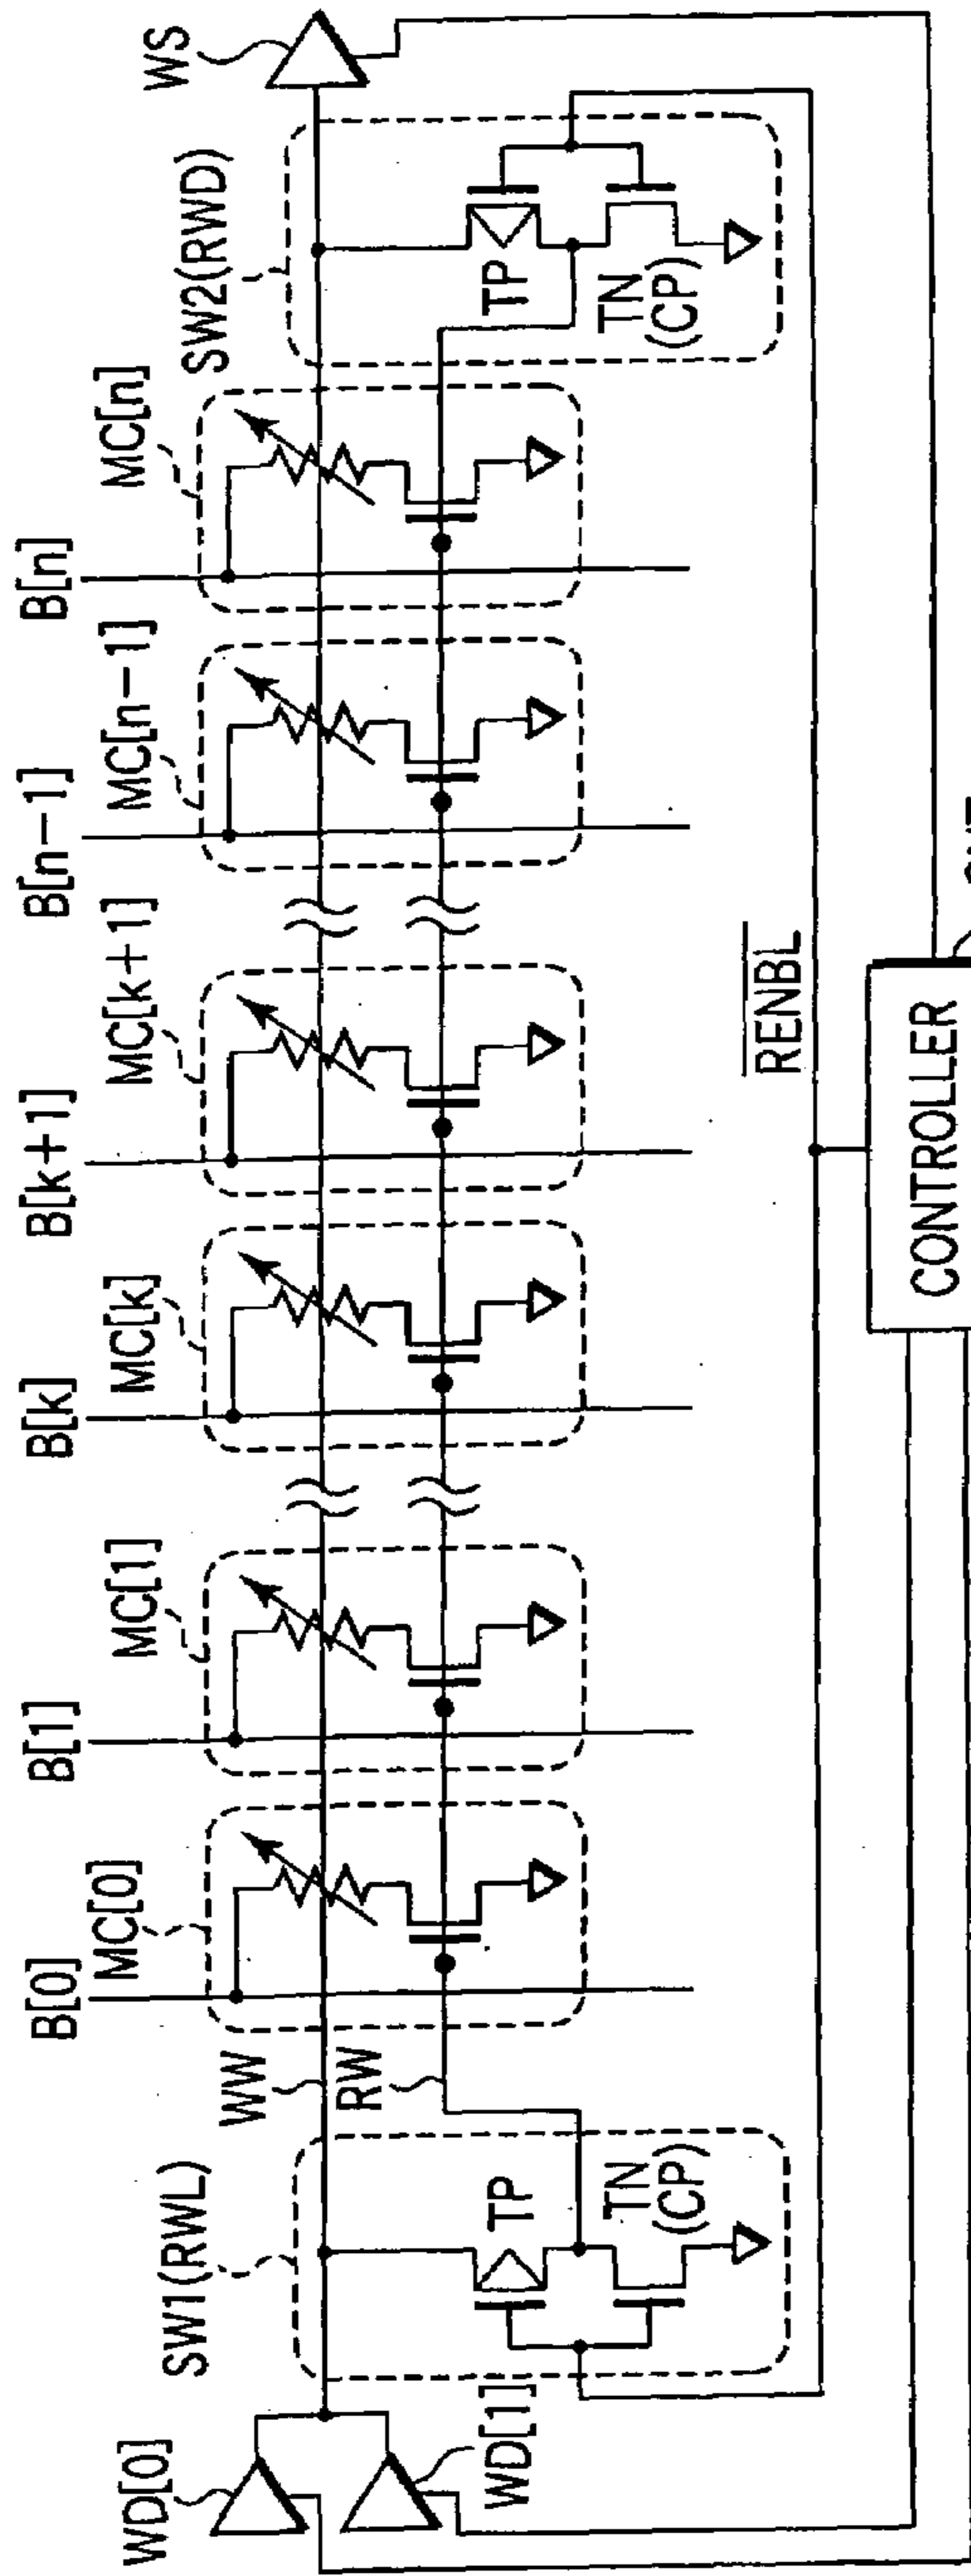 B[0]
B[1]
B[k]
B[k+1]
B[n-1]
B[n]
MC[0]
MC[1]
MC[k]
MC[k+1]
MC[n-1]
MC[n]
WS
SW1(RWL)
WW
RW
SW2(RWD)
WD[0]
WD[1]
TP
TN
(CP)
TP
TN
(CP)
RENBL
CONTROLLER